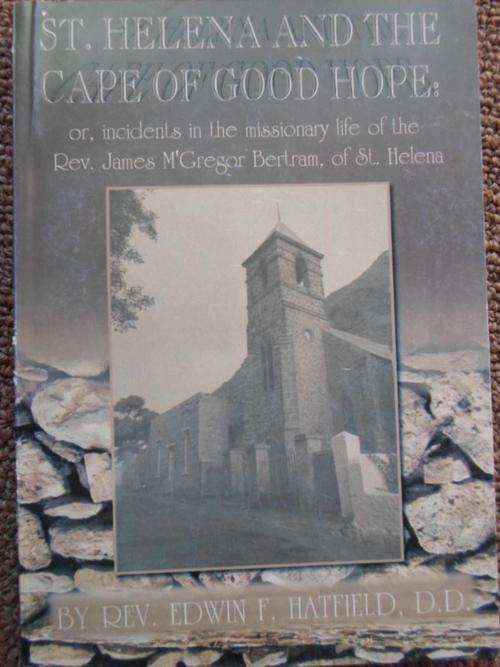 ST. HELENA AND THE
CAPE OF GOOD HOPE:
or, incidents in the missionary life of the
Rev. James M'Gregor Bertram, of St. Helena
BY REV. EDWIN F. HATFIELD, D.D.